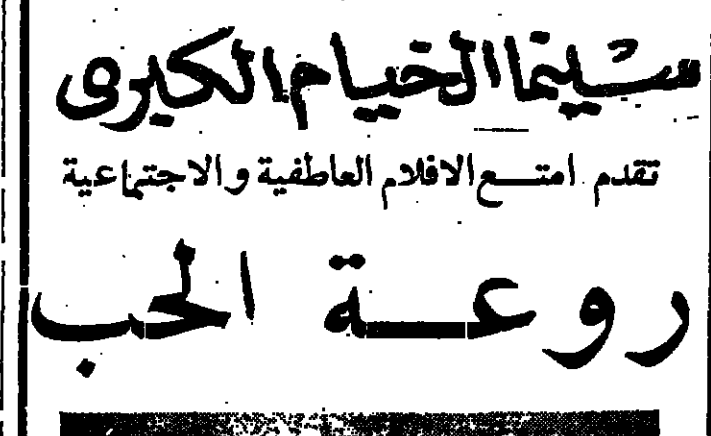 سينما الخيام الكبرى
تقدم امتع الافلام العاطفية والاجتماعية
روعة الحب